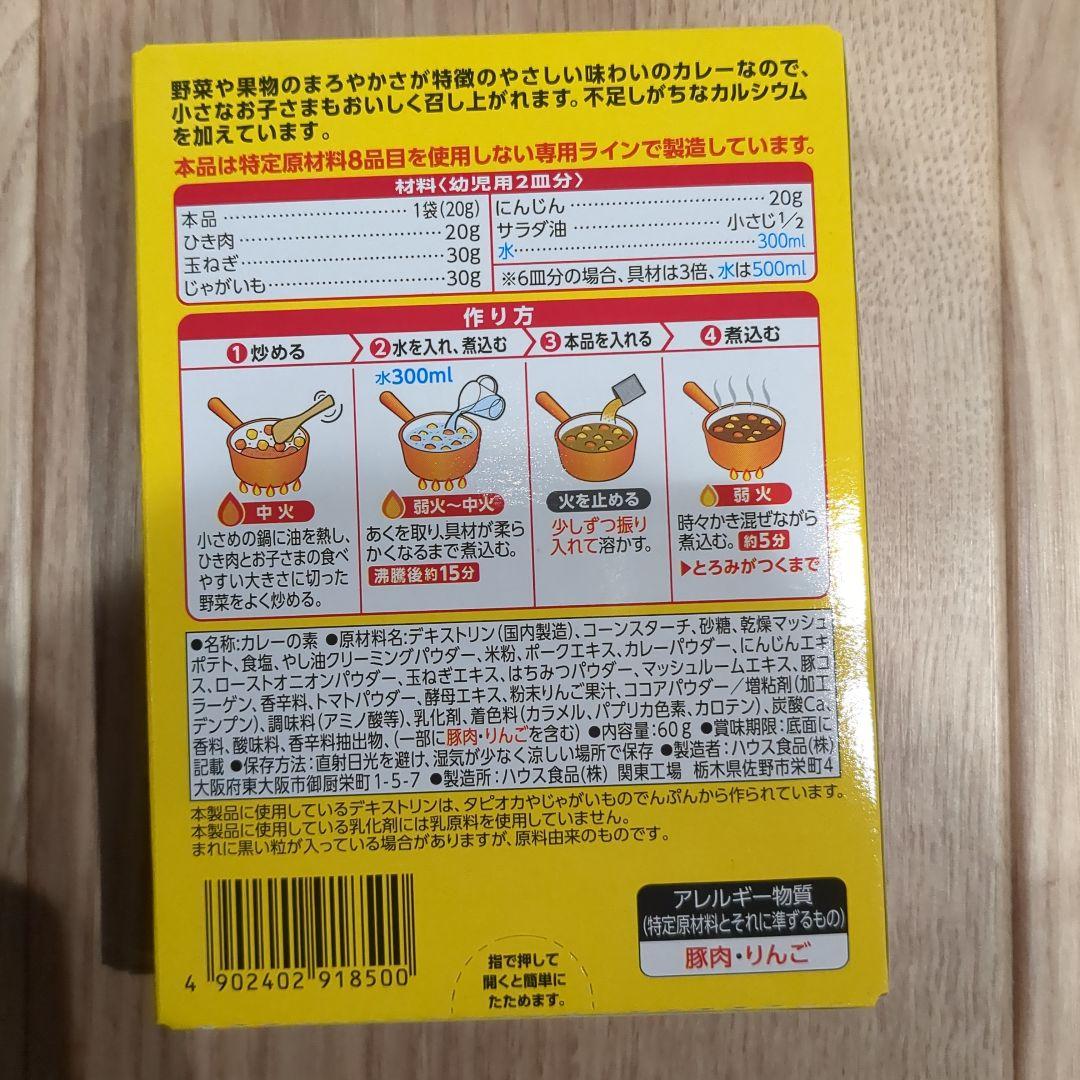 野菜や果物のまろやかさが特徴のやさしい味わいのカレーなので、
小さなお子さまもおいしく召し上がれます。不足しがちなカルシウム
を加えています。
本品は特定原材料8品目を使用しない専用ラインで製造しています。
材料〈幼児用2皿分〉
本品 1袋(20g)
ひき肉 20g
玉ねぎ 30g
じゃがいも 30g
にんじん 20g
サラダ油 小さじ1/2
水 300ml
※6皿分の場合、具材は3倍、水は500ml
作り方
❶炒める
❷水を入れ、煮込む
❸本品を入れる
❹煮込む
水300ml
中火
小さめの鍋に油を熱し、
ひき肉とお子さまの食べ
やすい大きさに切った
野菜をよく炒める。
弱火～中火
あくを取り、具材が柔ら
かくなるまで煮込む。
沸騰後約15分
火を止める
少しずつ振り
入れて溶かす。
弱火
時々かき混ぜながら
煮込む。約5分
▶とろみがつくまで
●名称:カレーの素 ●原材料名:デキストリン(国内製造)、コーンスターチ、砂糖、乾燥マッシュ
ポテト、食塩、やし油クリーミングパウダー、米粉、ポークエキス、カレーパウダー、にんじんエキ
ス、ローストオニオンパウダー、玉ねぎエキス、はちみつパウダー、マッシュルームエキス、豚コ
ラーゲン、香辛料、トマトパウダー、酵母エキス、粉末りんご果汁、ココアパウダー／増粘剤(加工
デンプン)、調味料(アミノ酸等)、乳化剤、着色料(カラメル、パプリカ色素、カロテン)、炭酸Ca、
香料、酸味料、香辛料抽出物、(一部に豚肉・りんごを含む) ●内容量:60g ●賞味期限:底面に
記載 ●保存方法:直射日光を避け、湿気が少なく涼しい場所で保存 ●製造者:ハウス食品(株)
大阪府東大阪市御厨栄町1-5-7 ●製造所:ハウス食品(株) 関東工場 栃木県佐野市栄町4
本製品に使用しているデキストリンは、タピオカやじゃがいものでんぷんから作られています。
本製品に使用している乳化剤には乳原料を使用していません。
まれに黒い粒が入っている場合がありますが、原料由来のものです。
4 902402 918500
指で押して
開くと簡単に
たためます。
アレルギー物質
(特定原材料とそれに準ずるもの)
豚肉・りんご